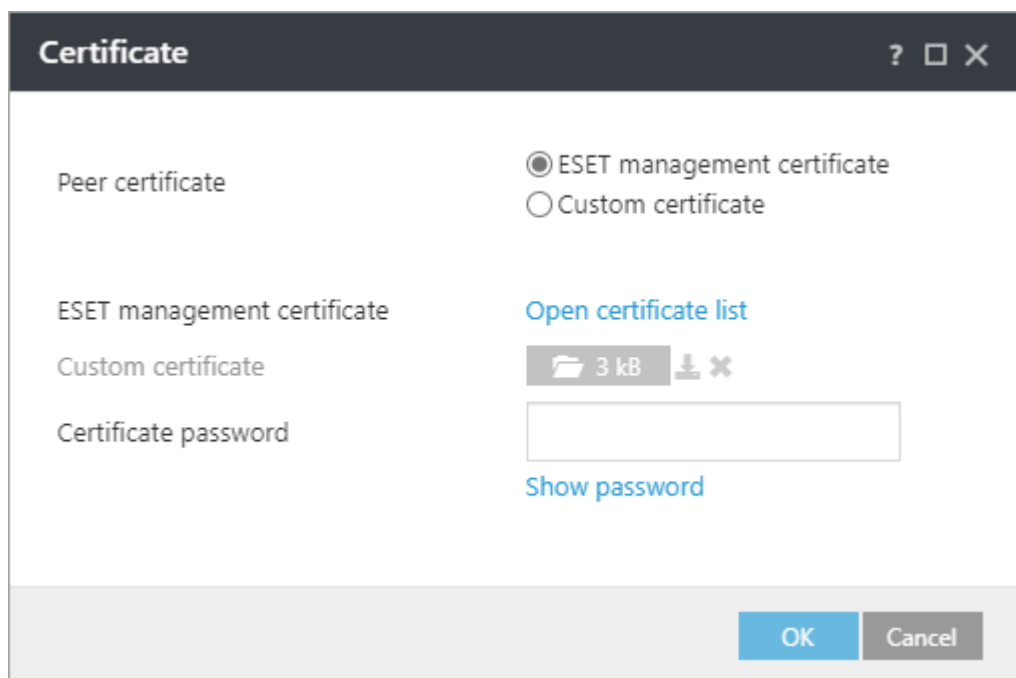 Certificate ?
Peer certificate
ESET management certificate
Custom certificate
ESET management certificate Open certificate list
Custom certificate 3 kB
Certificate password
Show password
OK Cancel